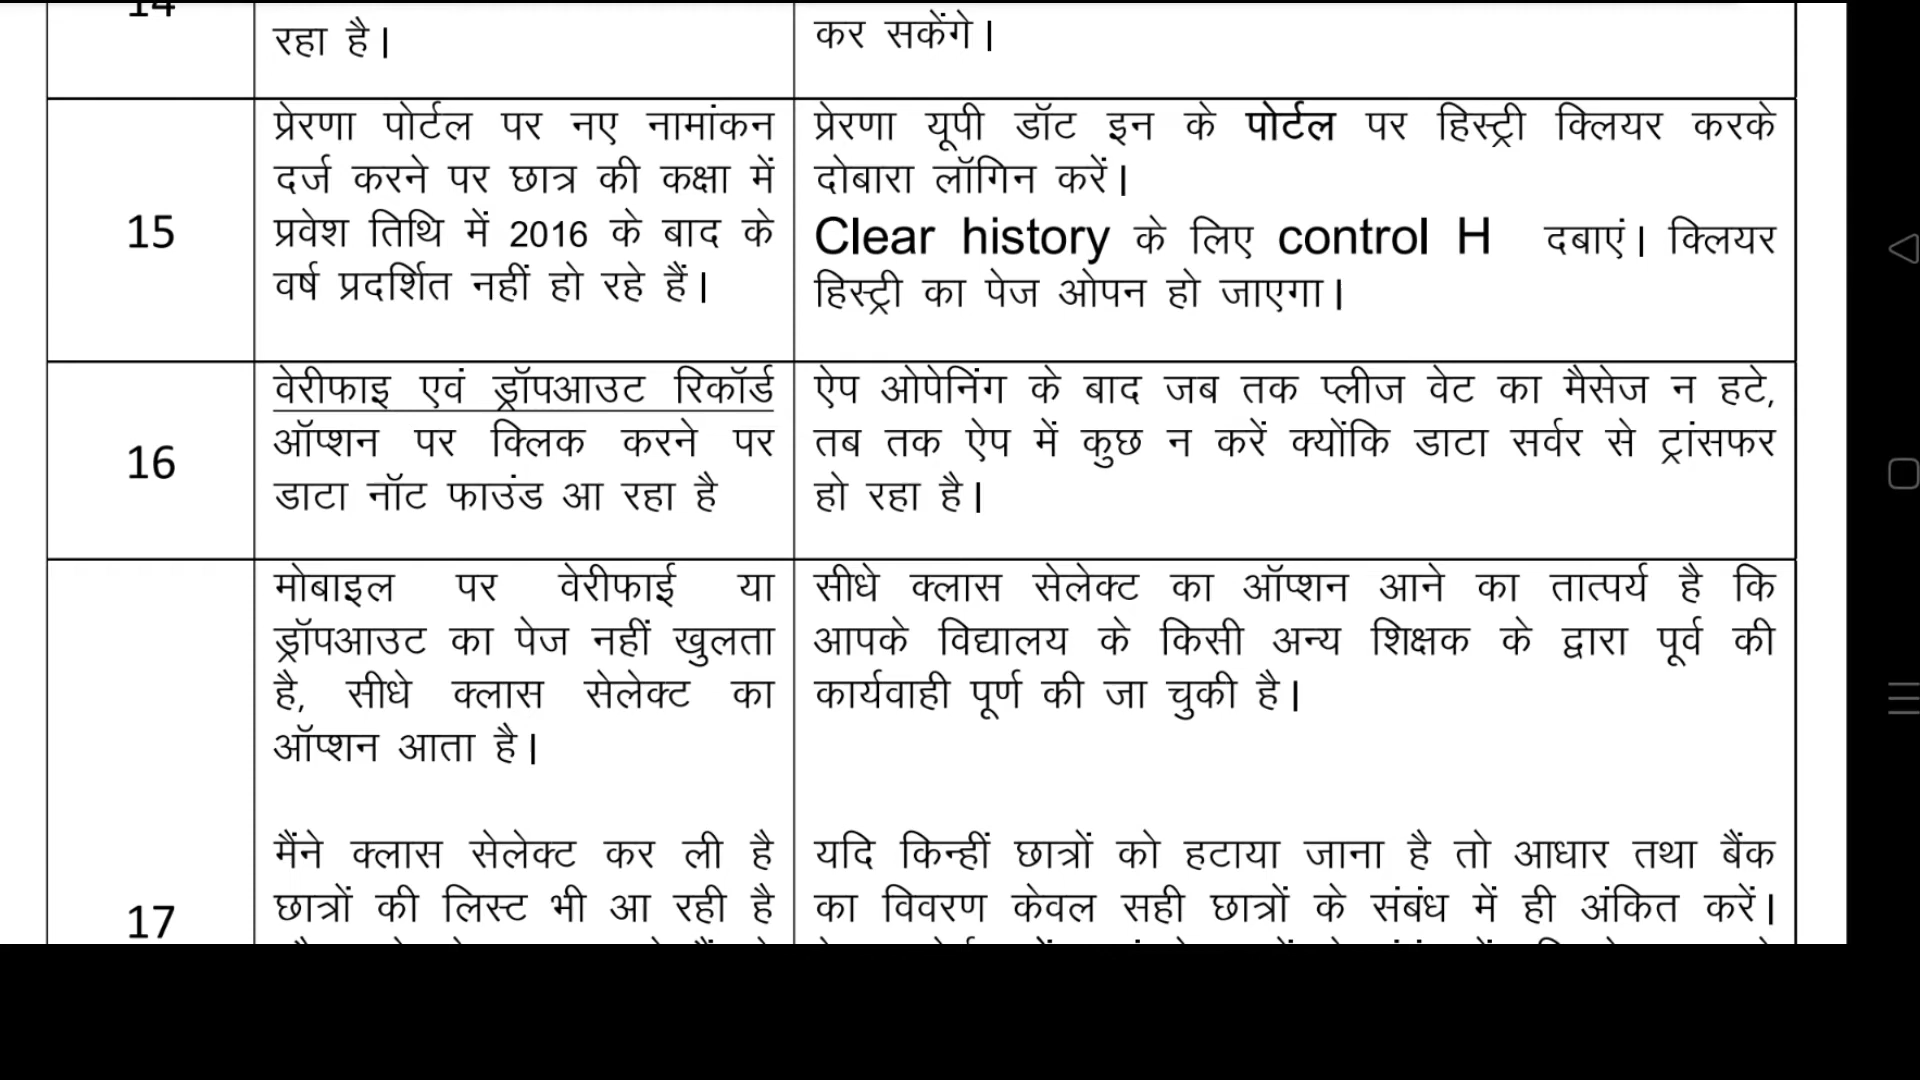 14
रहा है।
कर सकेंगे।
15
प्रेरणा पोर्टल पर नए नामांकन
दर्ज करने पर छात्र की कक्षा में
प्रवेश तिथि में 2016 के बाद के
वर्ष प्रदर्शित नहीं हो रहे हैं।
प्रेरणा यूपी डॉट इन के पोर्टल पर हिस्ट्री क्लियर करके
दोबारा लॉगिन करें।
Clear history के लिए control H दबाएं। क्लियर
हिस्ट्री का पेज ओपन हो जाएगा।
16
वेरीफाइ एवं ड्रॉपआउट रिकॉर्ड
ऑप्शन पर क्लिक करने पर
डाटा नॉट फाउंड आ रहा है
ऐप ओपेनिंग के बाद जब तक प्लीज वेट का मैसेज न हटे,
तब तक ऐप में कुछ न करें क्योंकि डाटा सर्वर से ट्रांसफर
हो रहा है।
17
मोबाइल पर वेरीफाई या
ड्रॉपआउट का पेज नहीं खुलता
है, सीधे क्लास सेलेक्ट का
ऑप्शन आता है।
सीधे क्लास सेलेक्ट का ऑप्शन आने का तात्पर्य है कि
आपके विद्यालय के किसी अन्य शिक्षक के द्वारा पूर्व की
कार्यवाही पूर्ण की जा चुकी है।
मैंने क्लास सेलेक्ट कर ली है
छात्रों की लिस्ट भी आ रही है
यदि किन्हीं छात्रों को हटाया जाना है तो आधार तथा बैंक
का विवरण केवल सही छात्रों के संबंध में ही अंकित करें।